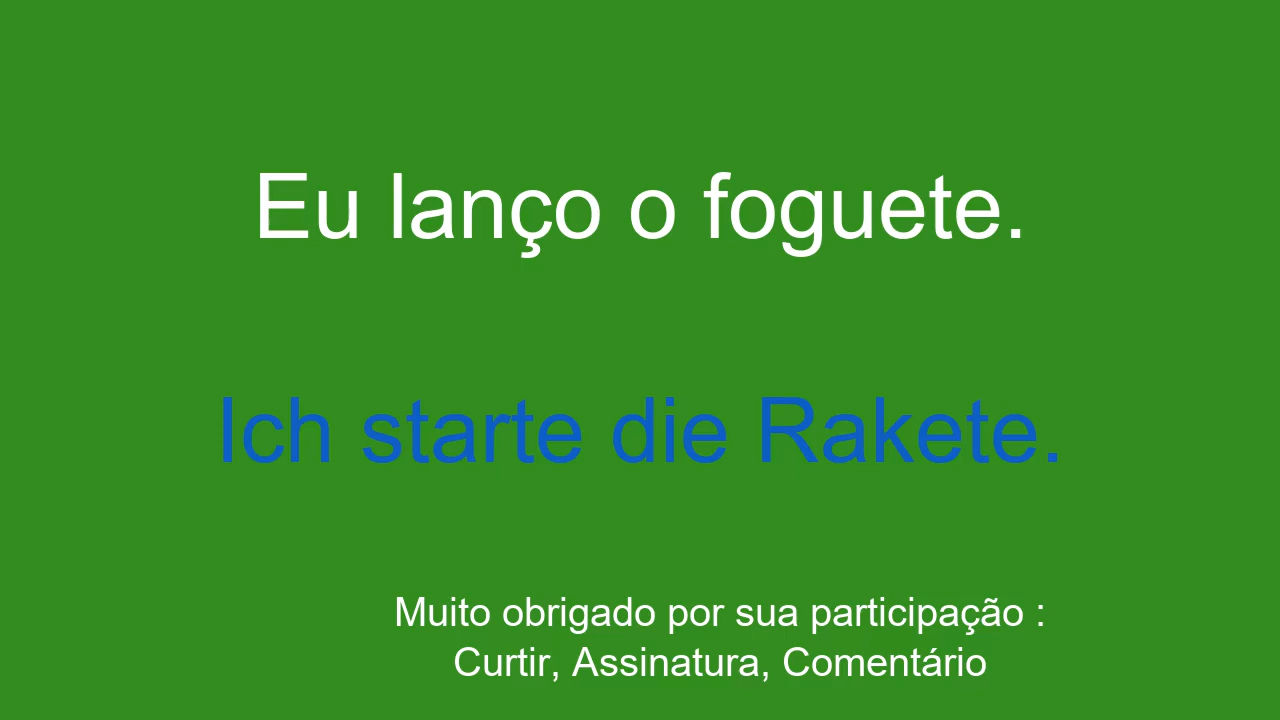 Eu lanço o foguete.
Ich starte die Rakete.
Muito obrigado por sua participação :
Curtir, Assinatura, Comentário